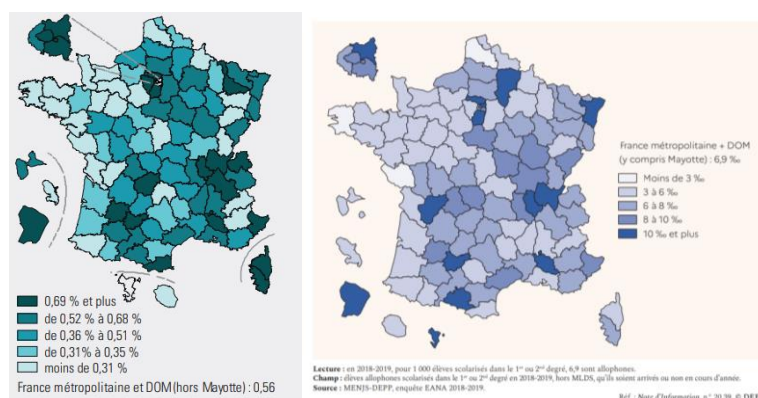 0,69 % et plus
de 0,52 % à 0,68 %
de 0,36 % à 0,51 %
de 0,31% à 0,35 %
moins de 0,31 %
France métropolitaine et DOM (hors Mayotte) : 0,56
France métropolitaine + DOM
(y compris Mayotte) : 6,9 ‰
Moins de 3 ‰
3 à 6 ‰
6 à 8 ‰
8 à 10 ‰
10 ‰ et plus
Lecture : en 2018-2019, pour 1 000 élèves scolarisés dans le 1er ou 2nd degré, 6,9 sont allophones.
Champ : élèves allophones scolarisés dans le 1er ou 2nd degré en 2018-2019, hors MLDS, qu'ils soient arrivés ou non en cours d'année.
Source : MENJS-DEPP, enquête EANA 2018-2019.
Réf. : Note d'Information, n° 20.39. ©